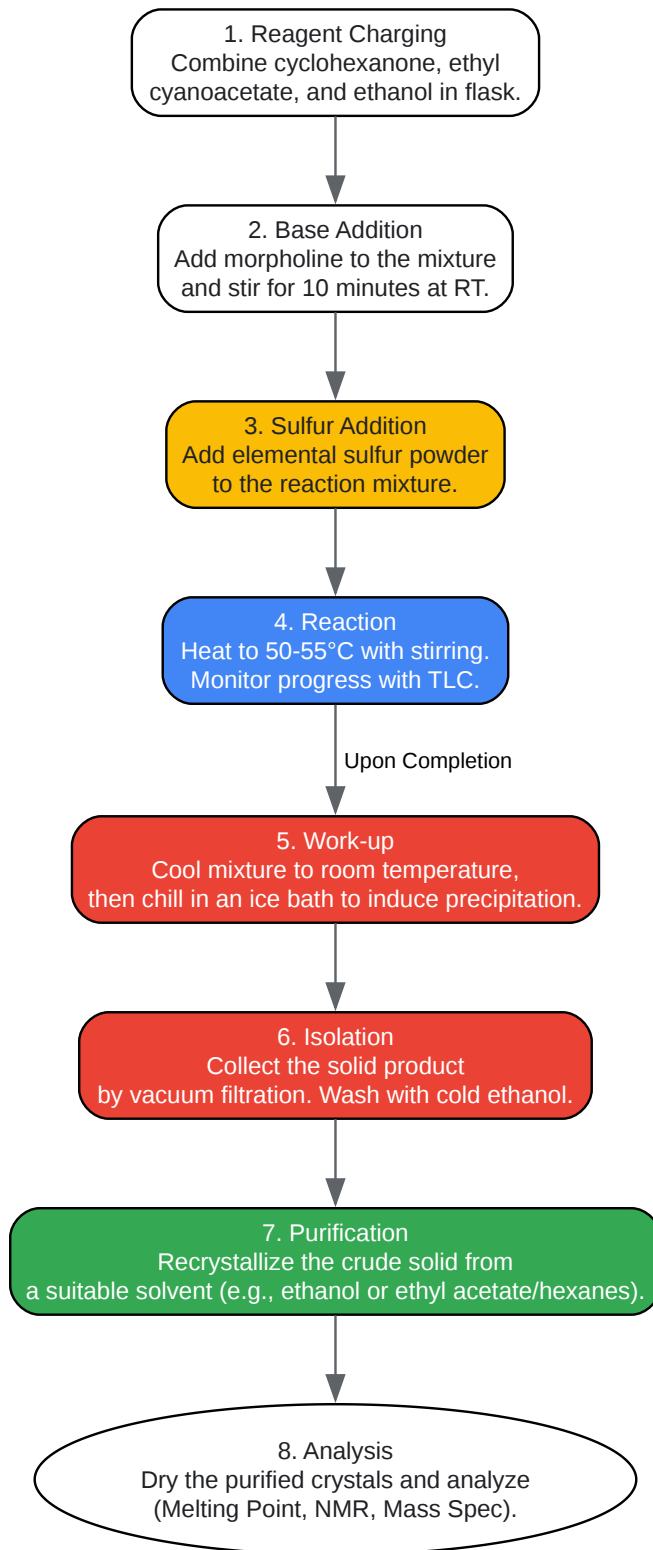 1. Reagent Charging
Combine cyclohexanone, ethyl
cyanoacetate, and ethanol in flask.
2. Base Addition
Add morpholine to the mixture
and stir for 10 minutes at RT.
3. Sulfur Addition
Add elemental sulfur powder
to the reaction mixture.
4. Reaction
Heat to 50-55°C with stirring.
Monitor progress with TLC.
Upon Completion
5. Work-up
Cool mixture to room temperature,
then chill in an ice bath to induce precipitation.
6. Isolation
Collect the solid product
by vacuum filtration. Wash with cold ethanol.
7. Purification
Recrystallize the crude solid from
a suitable solvent (e.g., ethanol or ethyl acetate/hexanes).
8. Analysis
Dry the purified crystals and analyze
(Melting Point, NMR, Mass Spec).